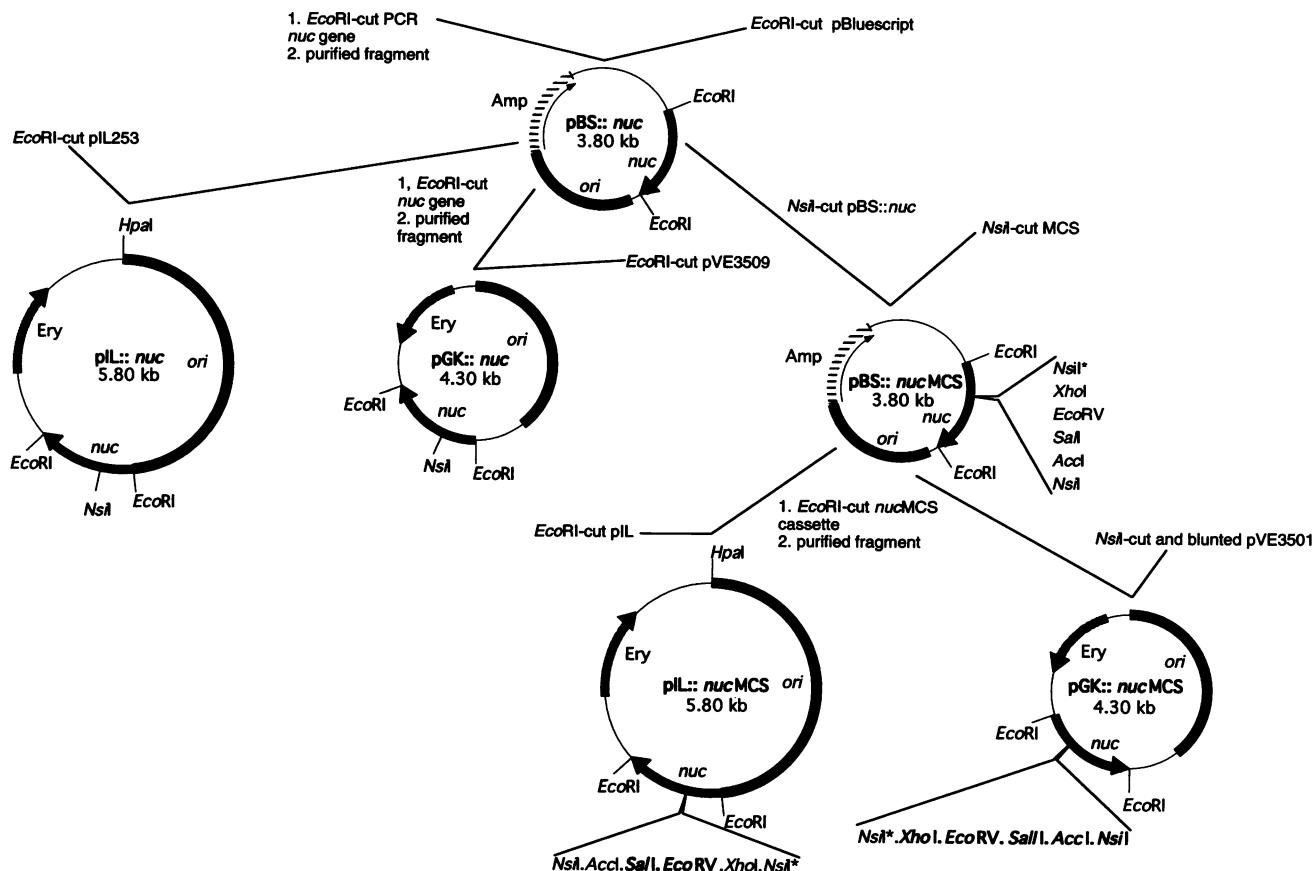 1. EcoRI-cut PCR
nuc gene
2. purified fragment
EcoRI-cut pBluescript
Amp
EcoRI
pBS:: nuc
3.80 kb
nuc
ori
EcoRI
EcoRI-cut pIL253
1, EcoRI-cut
nuc gene
2. purified
fragment
NsiI-cut pBS::nuc
NsiI-cut MCS
EcoRI-cut pVE3509
HpaI
Ery
pIL:: nuc
5.80 kb
ori
EcoRI
nuc
NsiI
EcoRI
Ery
ori
pGK:: nuc
4.30 kb
EcoRI
nuc
NsiI
EcoRI
Amp
EcoRI
pBS:: nucMCS
3.80 kb
nuc
ori
EcoRI
NsiI*
XhoI
EcoRV
SalI
AccI
NsiI
1. EcoRI-cut nucMCS
cassette
2. purified fragment
EcoRI-cut pIL
NsiI-cut and blunted pVE3501
HpaI
Ery
pIL:: nucMCS
5.80 kb
ori
EcoRI
nuc
EcoRI
NsiI.AccI.SalI.EcoRV.XhoI.NsiI*
Ery
ori
pGK:: nucMCS
4.30 kb
EcoRI
nuc
EcoRI
NsiI*.XhoI.EcoRV.SalI.AccI.NsiI